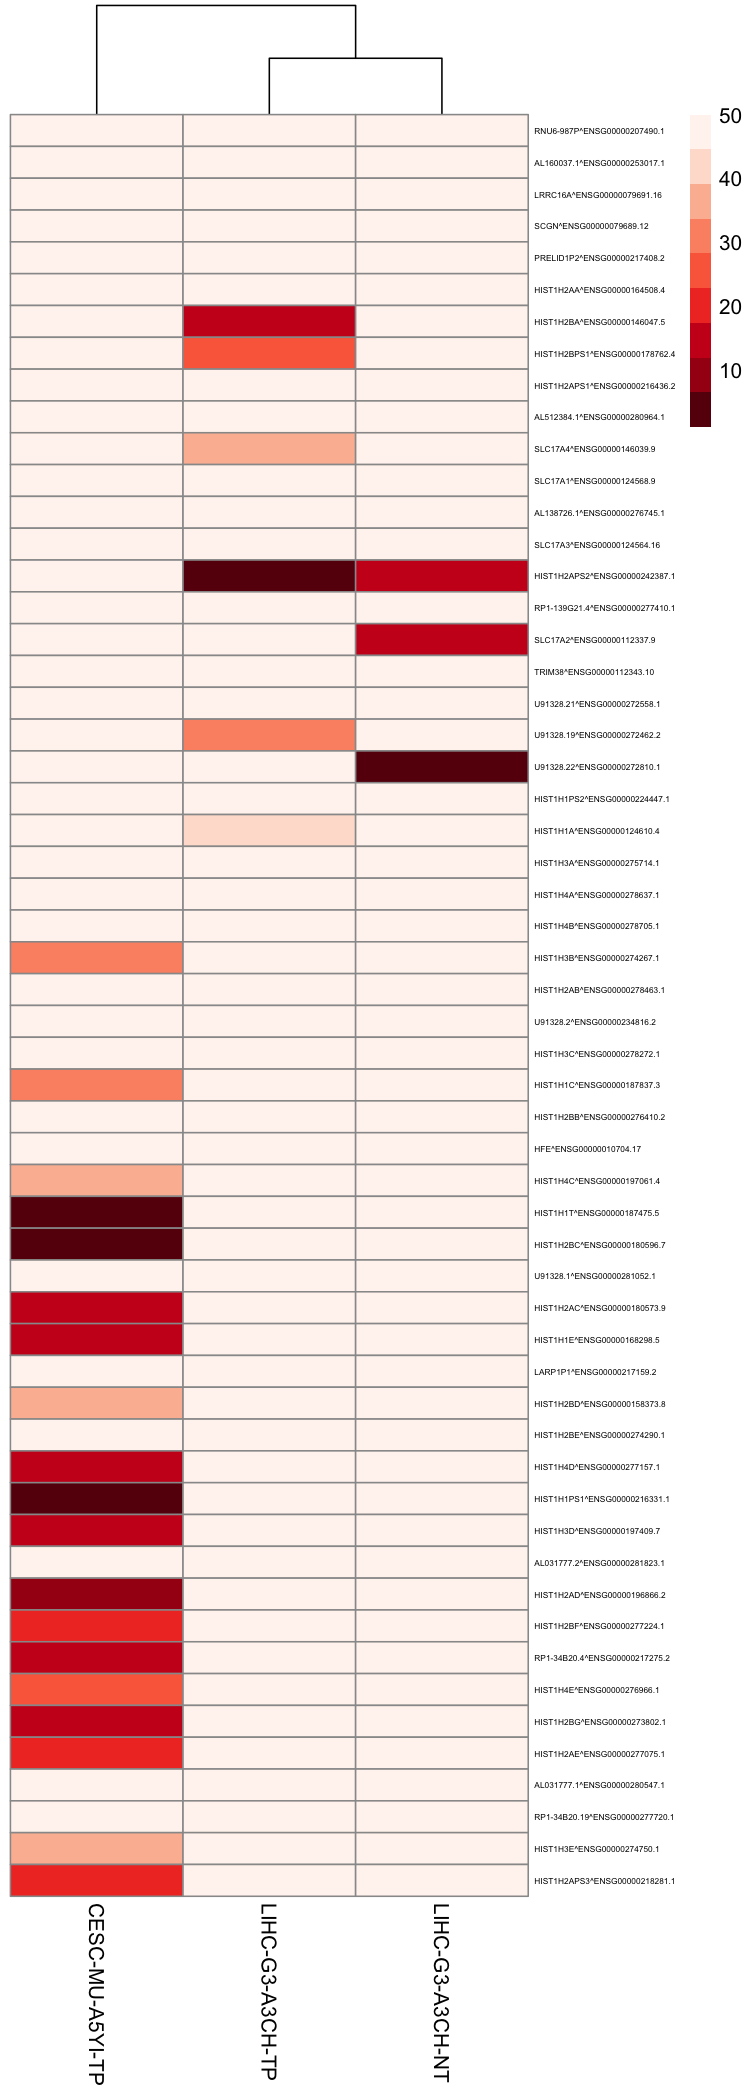 50
40
30
20
10
RNU6-987P^ENSG00000207490.1
AL160037.1^ENSG00000253017.1
LRRC16A^ENSG00000079691.16
SCGN^ENSG00000079689.12
PRELID1P2^ENSG00000217408.2
HIST1H2AA^ENSG00000164508.4
HIST1H2BA^ENSG00000146047.5
HIST1H2BPS1^ENSG00000178762.4
HIST1H2APS1^ENSG00000216436.2
AL512384.1^ENSG00000280964.1
SLC17A4^ENSG00000146039.9
SLC17A1^ENSG00000124568.9
AL138726.1^ENSG00000276745.1
SLC17A3^ENSG00000124564.16
HIST1H2APS2^ENSG00000242387.1
RP1-139G21.4^ENSG00000277410.1
SLC17A2^ENSG00000112337.9
TRIM38^ENSG00000112343.10
U91328.21^ENSG00000272558.1
U91328.19^ENSG00000272462.2
U91328.22^ENSG00000272810.1
HIST1H1PS2^ENSG00000224447.1
HIST1H1A^ENSG00000124610.4
HIST1H3A^ENSG00000275714.1
HIST1H4A^ENSG00000278637.1
HIST1H4B^ENSG00000278705.1
HIST1H3B^ENSG00000274267.1
HIST1H2AB^ENSG00000278463.1
U91328.2^ENSG00000234816.2
HIST1H3C^ENSG00000278272.1
HIST1H1C^ENSG00000187837.3
HIST1H2BB^ENSG00000276410.2
HFE^ENSG00000010704.17
HIST1H4C^ENSG00000197061.4
HIST1H1T^ENSG00000187475.5
HIST1H2BC^ENSG00000180596.7
U91328.1^ENSG00000281052.1
HIST1H2AC^ENSG00000180573.9
HIST1H1E^ENSG00000168298.5
LARP1P1^ENSG00000217159.2
HIST1H2BD^ENSG00000158373.8
HIST1H2BE^ENSG00000274290.1
HIST1H4D^ENSG00000277157.1
HIST1H1PS1^ENSG00000216331.1
HIST1H3D^ENSG00000197409.7
AL031777.2^ENSG00000281823.1
HIST1H2AD^ENSG00000196866.2
HIST1H2BF^ENSG00000277224.1
RP1-34B20.4^ENSG00000217275.2
HIST1H4E^ENSG00000276966.1
HIST1H2BG^ENSG00000273802.1
HIST1H2AE^ENSG00000277075.1
AL031777.1^ENSG00000280547.1
RP1-34B20.19^ENSG00000277720.1
HIST1H3E^ENSG00000274750.1
HIST1H2APS3^ENSG00000218281.1
CESC-MU-A5YI-TP
LIHC-G3-A3CH-TP
LIHC-G3-A3CH-NT